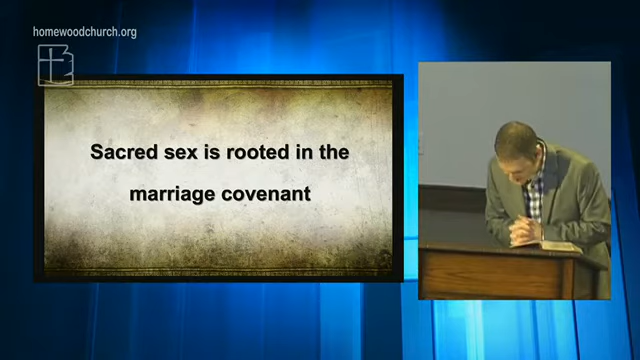 homewoodchurch.org
Sacred sex is rooted in the
marriage covenant